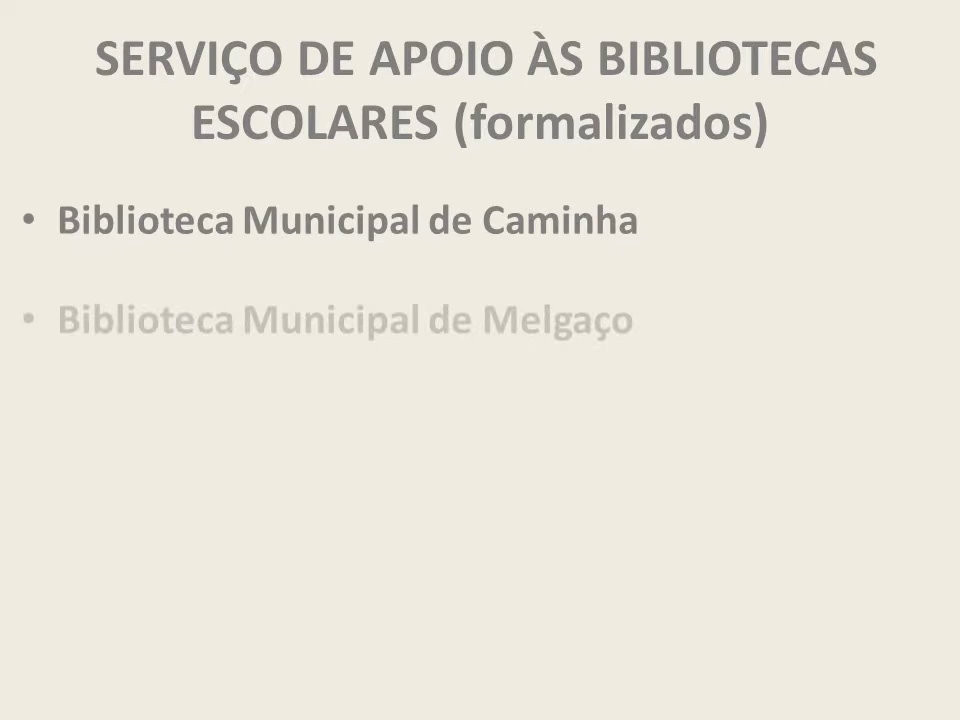 SERVIÇO DE APOIO ÀS BIBLIOTECAS
ESCOLARES (formalizados)
• Biblioteca Municipal de Caminha
• Biblioteca Municipal de Melgaço